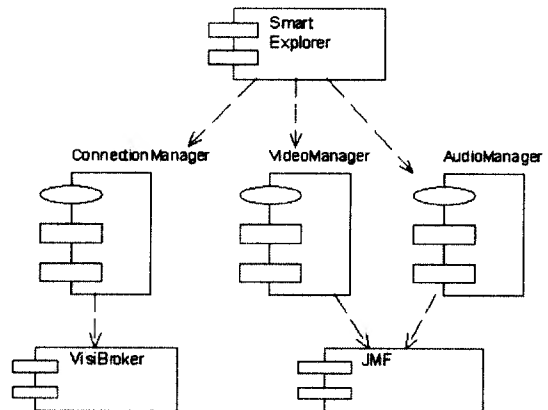 Smart
Explorer
ConnectionManager
VideoManager
AudioManager
VisiBroker
JMF